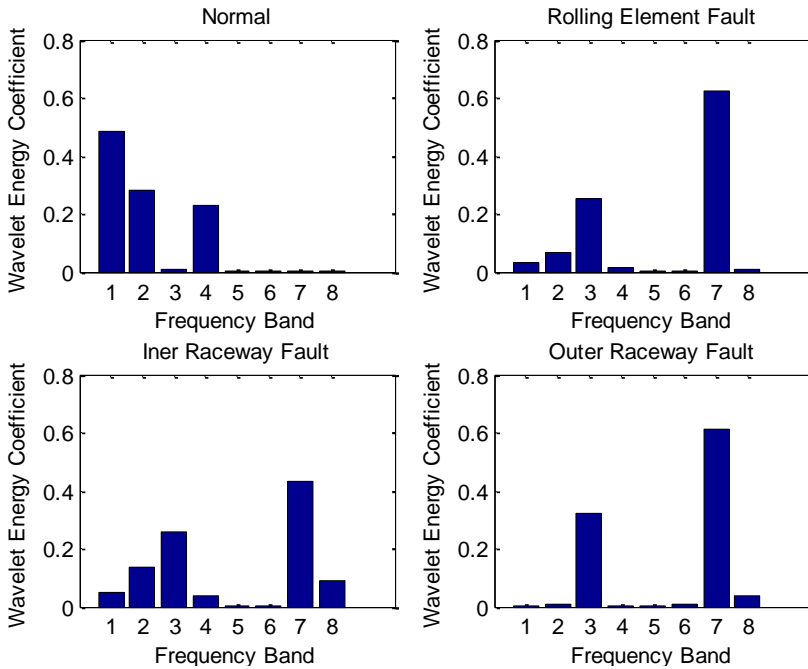 Normal
Wavelet Energy Coefficient
0.8
0.6
0.4
0.2
0
1 2 3 4 5 6 7 8
Frequency Band
Rolling Element Fault
Wavelet Energy Coefficient
0.8
0.6
0.4
0.2
0
1 2 3 4 5 6 7 8
Frequency Band
Iner Raceway Fault
Wavelet Energy Coefficient
0.8
0.6
0.4
0.2
0
1 2 3 4 5 6 7 8
Frequency Band
Outer Raceway Fault
Wavelet Energy Coefficient
0.8
0.6
0.4
0.2
0
1 2 3 4 5 6 7 8
Frequency Band